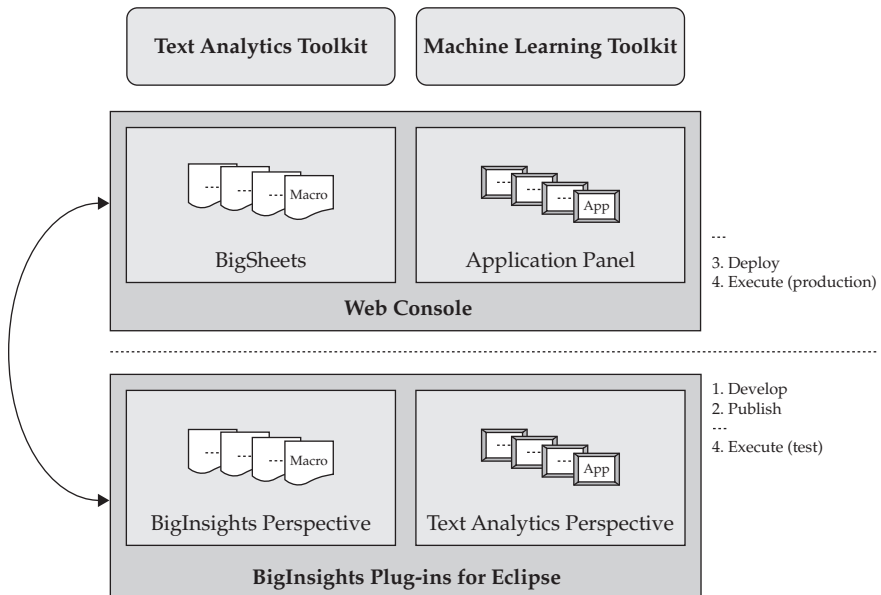 Text Analytics Toolkit
Machine Learning Toolkit
...
...
...
Macro
BigSheets
...
...
...
App
Application Panel
Web Console
...
3. Deploy
4. Execute (production)
...
...
...
Macro
BigInsights Perspective
...
...
...
App
Text Analytics Perspective
BigInsights Plug-ins for Eclipse
1. Develop
2. Publish
...
4. Execute (test)